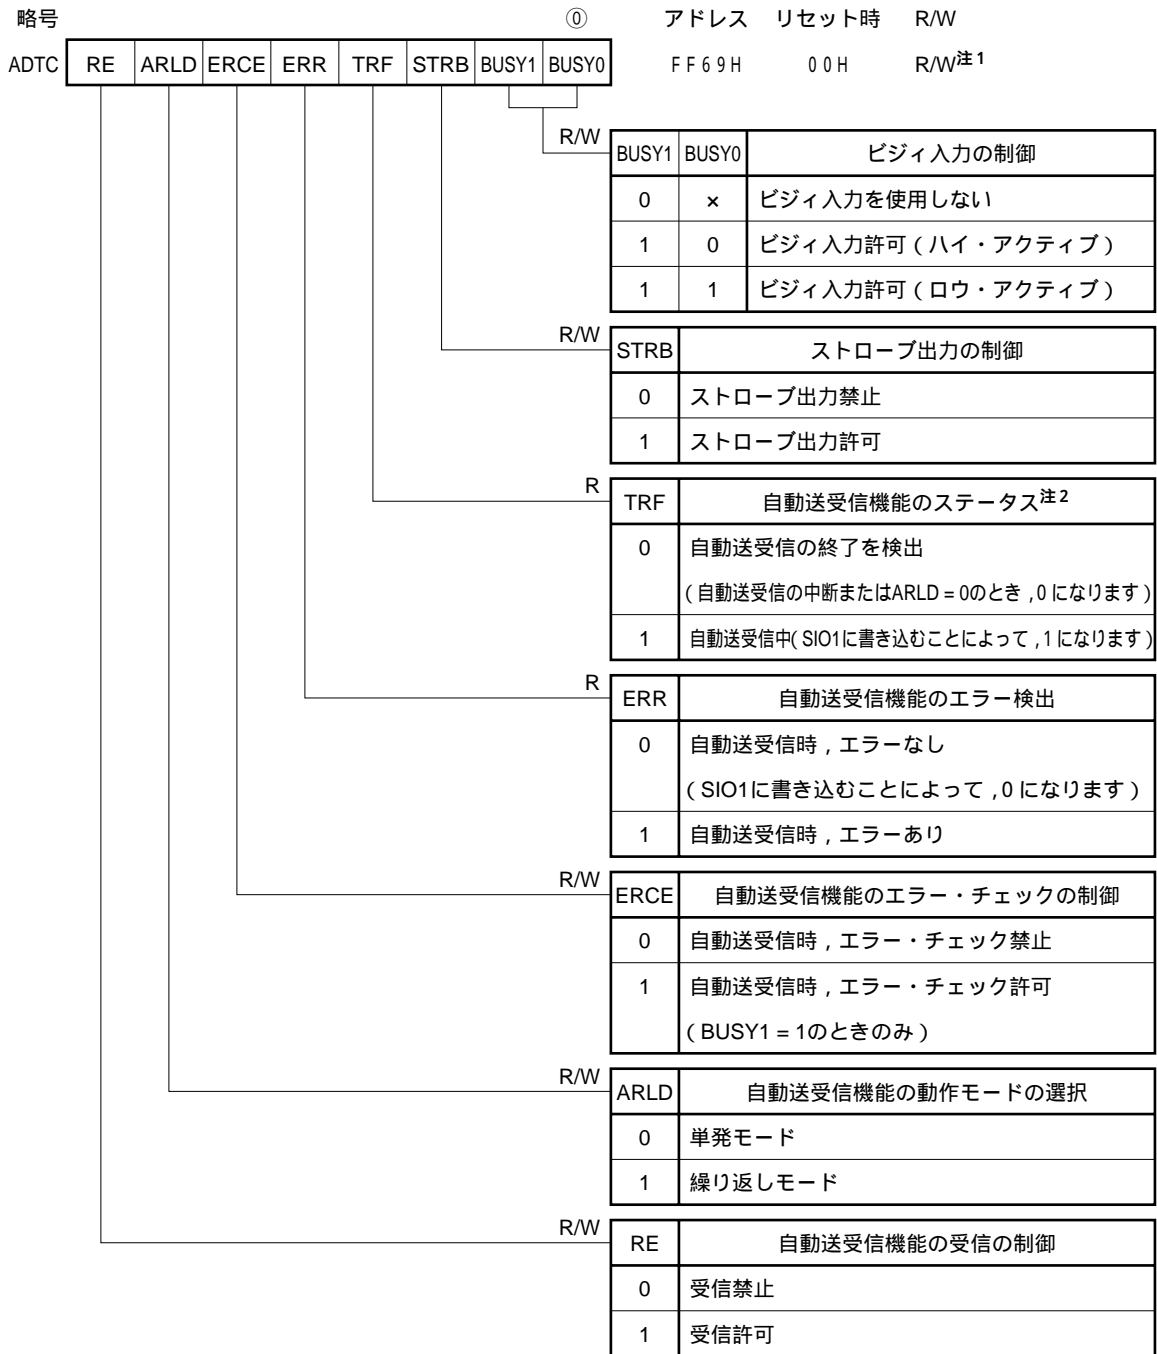 略号 ⓪ アドレス リセット時 R/W
ADTC RE ARLD ERCE ERR TRF STRB BUSY1 BUSY0 FF69H 00H R/W注1
R/W
BUSY1 BUSY0 ビジィ入力の制御
0 × ビジィ入力を使用しない
1 0 ビジィ入力許可(ハイ・アクティブ)
1 1 ビジィ入力許可(ロウ・アクティブ)
R/W
STRB ストローブ出力の制御
0 ストローブ出力禁止
1 ストローブ出力許可
R
TRF 自動送受信機能のステータス注2
0 自動送受信の終了を検出
(自動送受信の中断またはARLD = 0のとき,0 になります)
1 自動送受信中(SIO1に書き込むことによって,1 になります)
R
ERR 自動送受信機能のエラー検出
0 自動送受信時,エラーなし
(SIO1に書き込むことによって,0 になります)
1 自動送受信時,エラーあり
R/W
ERCE 自動送受信機能のエラー・チェックの制御
0 自動送受信時,エラー・チェック禁止
1 自動送受信時,エラー・チェック許可
(BUSY1 = 1のときのみ)
R/W
ARLD 自動送受信機能の動作モードの選択
0 単発モード
1 繰り返しモード
R/W
RE 自動送受信機能の受信の制御
0 受信禁止
1 受信許可